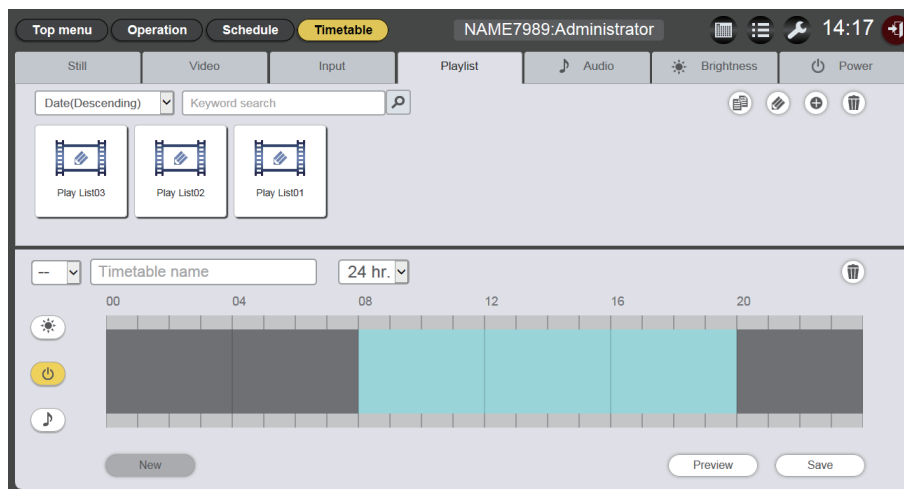 Top menu Operation Schedule Timetable NAME7989:Administrator 14:17
Still Video Input Playlist Audio Brightness Power
Date(Descending) Keyword search
Play List03 Play List02 Play List01
-- Timetable name 24 hr.
00 04 08 12 16 20
New Preview Save